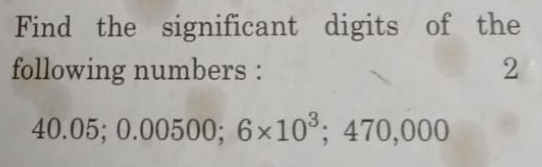 Find the significant digits of the
following numbers : 2
40.05; 0.00500; 6×10³; 470,000